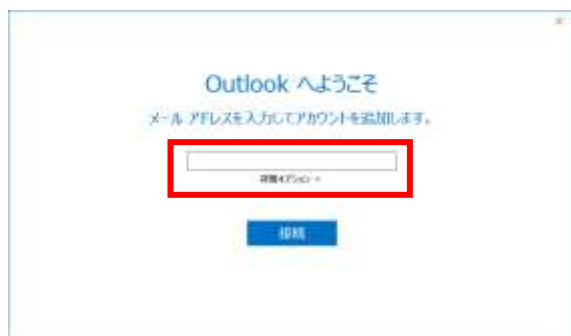 Outlook へようこそ
メール アドレスを入力してアカウントを追加します。
詳細オプション
接続